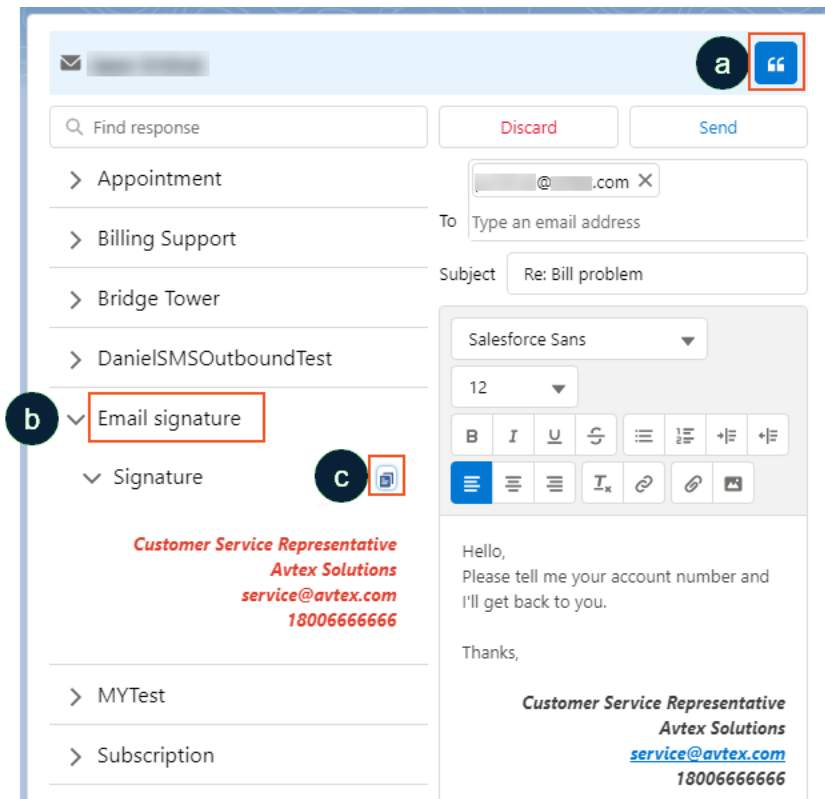 a
“
Find response
Discard
Send
Appointment
Billing Support
Bridge Tower
DanielSMSOutboundTest
b
Email signature
Signature
c
Customer Service Representative
Avtex Solutions
service@avtex.com
18006666666
MYTest
Subscription
@ .com ×
To
Type an email address
Subject
Re: Bill problem
Salesforce Sans
12
B I U S
T×
Hello,
Please tell me your account number and
I'll get back to you.
Thanks,
Customer Service Representative
Avtex Solutions
service@avtex.com
18006666666